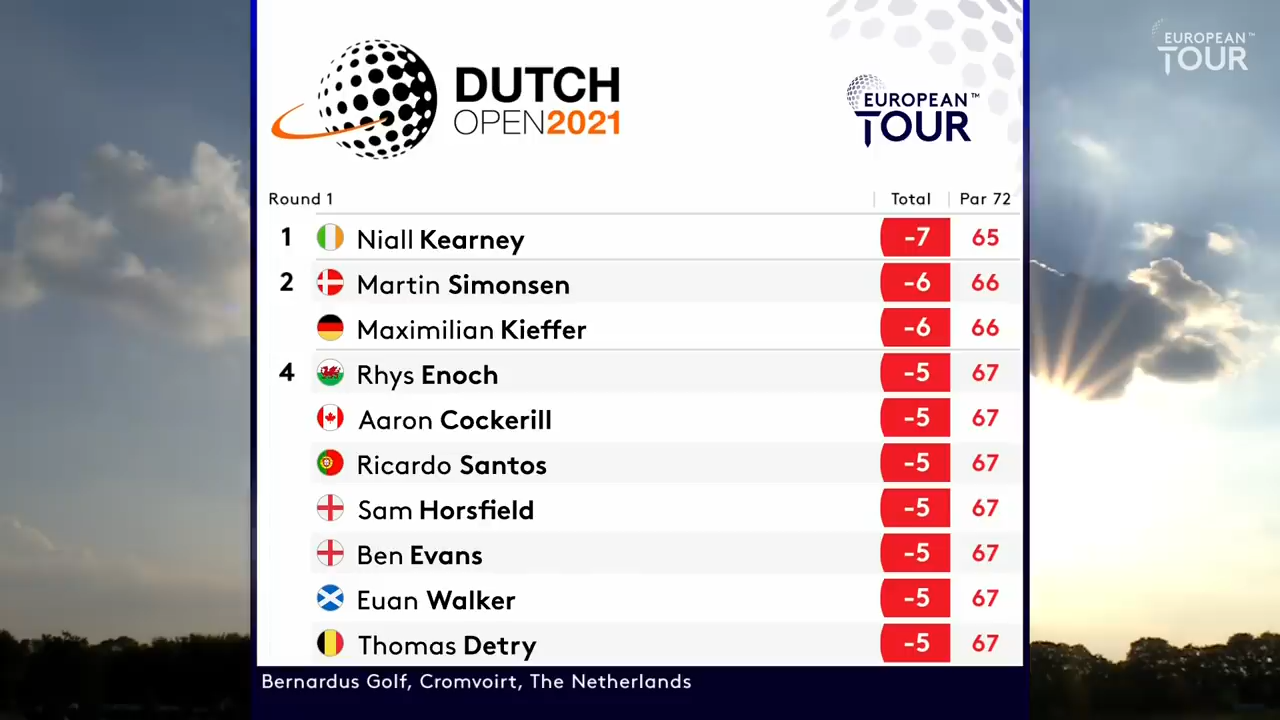 EUROPEAN™
TOUR
DUTCH
OPEN2021
EUROPEAN™
TOUR
Round 1 Total Par 72
1 Niall Kearney -7 65
2 Martin Simonsen -6 66
Maximilian Kieffer -6 66
4 Rhys Enoch -5 67
Aaron Cockerill -5 67
Ricardo Santos -5 67
Sam Horsfield -5 67
Ben Evans -5 67
Euan Walker -5 67
Thomas Detry -5 67
Bernardus Golf, Cromvoirt, The Netherlands